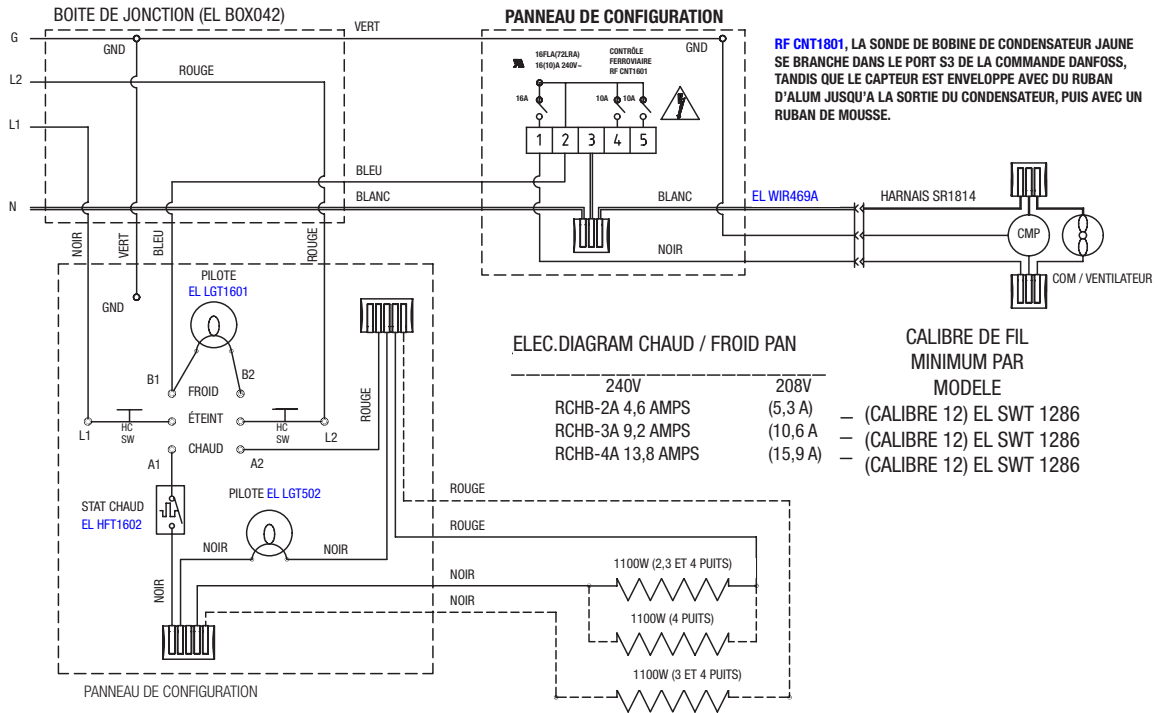 BOITE DE JONCTION (EL BOX042)
G
GND
VERT
L2
ROUGE
L1
N
BLEU
BLANC
PANNEAU DE CONFIGURATION
16FLA(72LRA)
16(10)A 240V~
CONTRÔLE
FERROVIAIRE
RF CNT1601
GND
16A
10A
10A
1 2 3 4 5
RF CNT1801, LA SONDE DE BOBINE DE CONDENSATEUR JAUNE
SE BRANCHE DANS LE PORT S3 DE LA COMMANDE DANFOSS,
TANDIS QUE LE CAPTEUR EST ENVELOPPE AVEC DU RUBAN
D'ALUM JUSQU'A LA SORTIE DU CONDENSATEUR, PUIS AVEC UN
RUBAN DE MOUSSE.
BLANC
EL WIR469A
HARNAIS SR1814
NOIR
CMP
COM / VENTILATEUR
NOIR
VERT
BLEU
ROUGE
GND
PILOTE
EL LGT1601
B1
B2
FROID
ÉTEINT
CHAUD
L1
HC
SW
HC
SW
L2
A1
A2
ROUGE
STAT CHAUD
EL HFT1602
PILOTE EL LGT502
NOIR
NOIR
NOIR
PANNEAU DE CONFIGURATION
ROUGE
ROUGE
NOIR
NOIR
1100W (2,3 ET 4 PUITS)
1100W (4 PUITS)
1100W (3 ET 4 PUITS)
ELEC.DIAGRAM CHAUD / FROID PAN
240V 208V
RCHB-2A 4,6 AMPS (5,3 A)
RCHB-3A 9,2 AMPS (10,6 A
RCHB-4A 13,8 AMPS (15,9 A)
CALIBRE DE FIL
MINIMUM PAR
MODELE
– (CALIBRE 12) EL SWT 1286
– (CALIBRE 12) EL SWT 1286
– (CALIBRE 12) EL SWT 1286